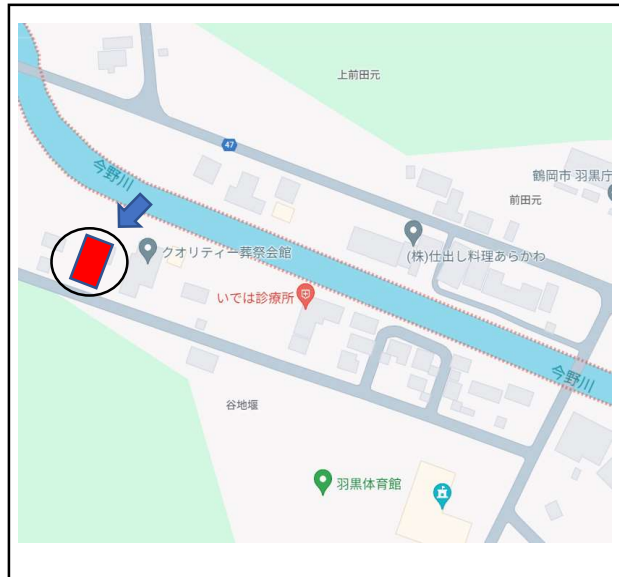 上前田元
47
今野川
鶴岡市 羽黒庁
前田元
クオリティー葬祭会館
(株)仕出し料理あらかわ
いでは診療所
今野川
谷地堰
羽黒体育館